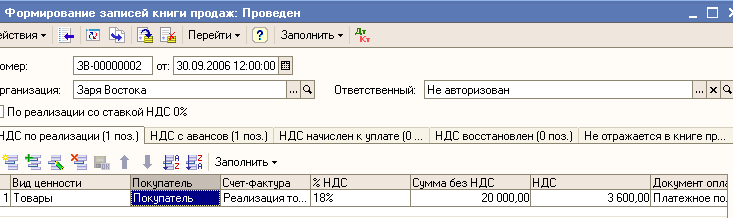 Формирование записей книги продаж: Проведен
ействия Перейти ? Заполнить Дт Кт
омер: ЗВ-00000002 от: 30.09.2006 12:00:00
рганизация: Заря Востока ... Ответственный: Не авторизован ... ×
По реализации со ставкой НДС 0%
НДС по реализации (1 поз.) НДС с авансов (1 поз.) НДС начислен к уплате (0 ... НДС восстановлен (0 поз.) Не отражается в книге пр...
Заполнить
Вид ценности Покупатель Счет-фактура % НДС Сумма без НДС НДС Документ опла
1 Товары Покупатель Реализация то... 18% 20 000,00 3 600,00 Платежное по.